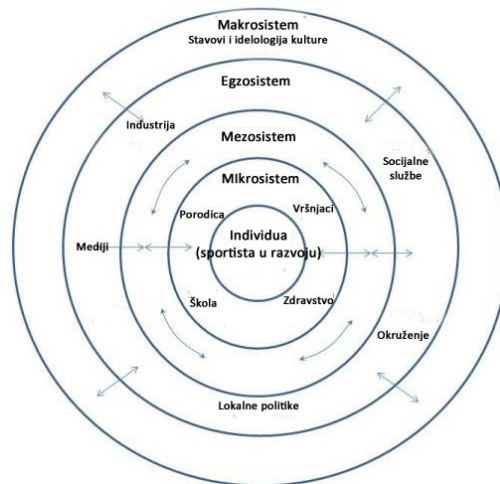 Makrosistem
Stavovi i idelologija kulture
Egzosistem
Industrija
Mezosistem
Socijalne
službe
MIkrosistem
Porodica
Vršnjaci
Individua
(sportista u razvoju)
Mediji
Škola
Zdravstvo
Okruženje
Lokalne politike